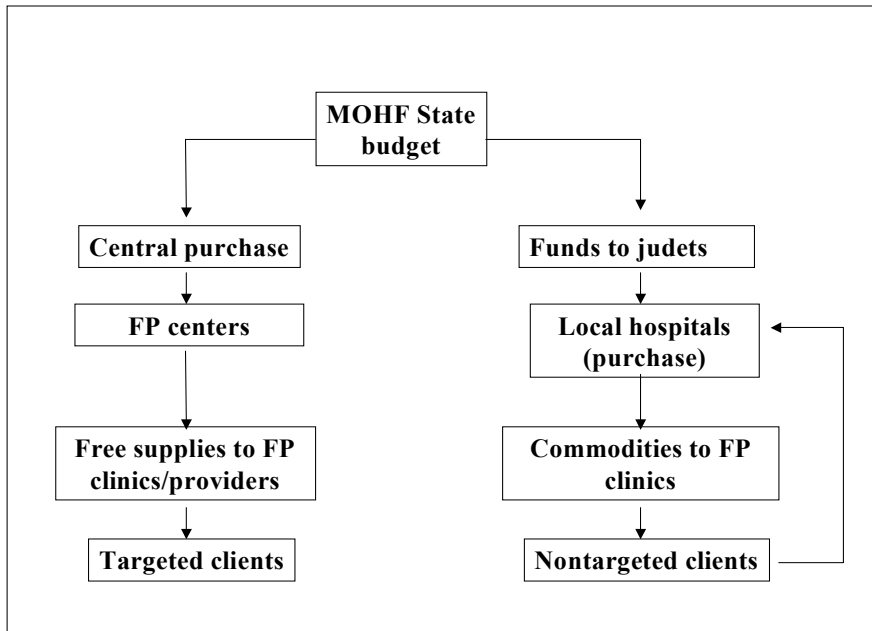 MOHF State
budget
Central purchase
Funds to judets
FP centers
Local hospitals
(purchase)
Free supplies to FP
clinics/providers
Commodities to FP
clinics
Targeted clients
Nontargeted clients